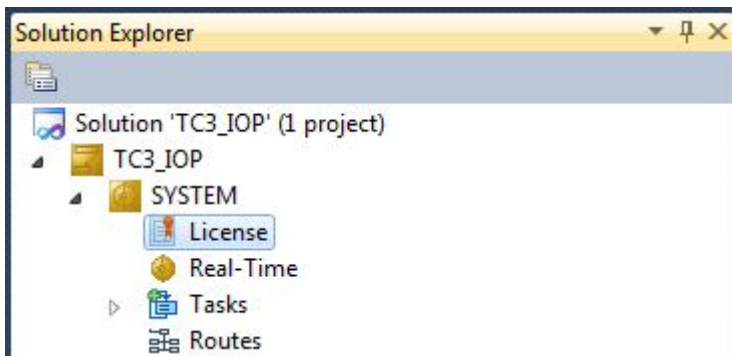 Solution Explorer
Solution 'TC3_IOP' (1 project)
TC3_IOP
SYSTEM
License
Real-Time
Tasks
Routes